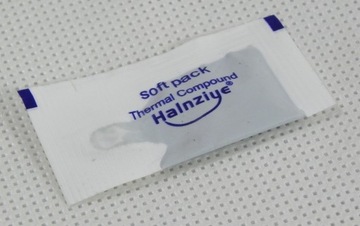 soft pack
Thermal Compound
Halnziye®